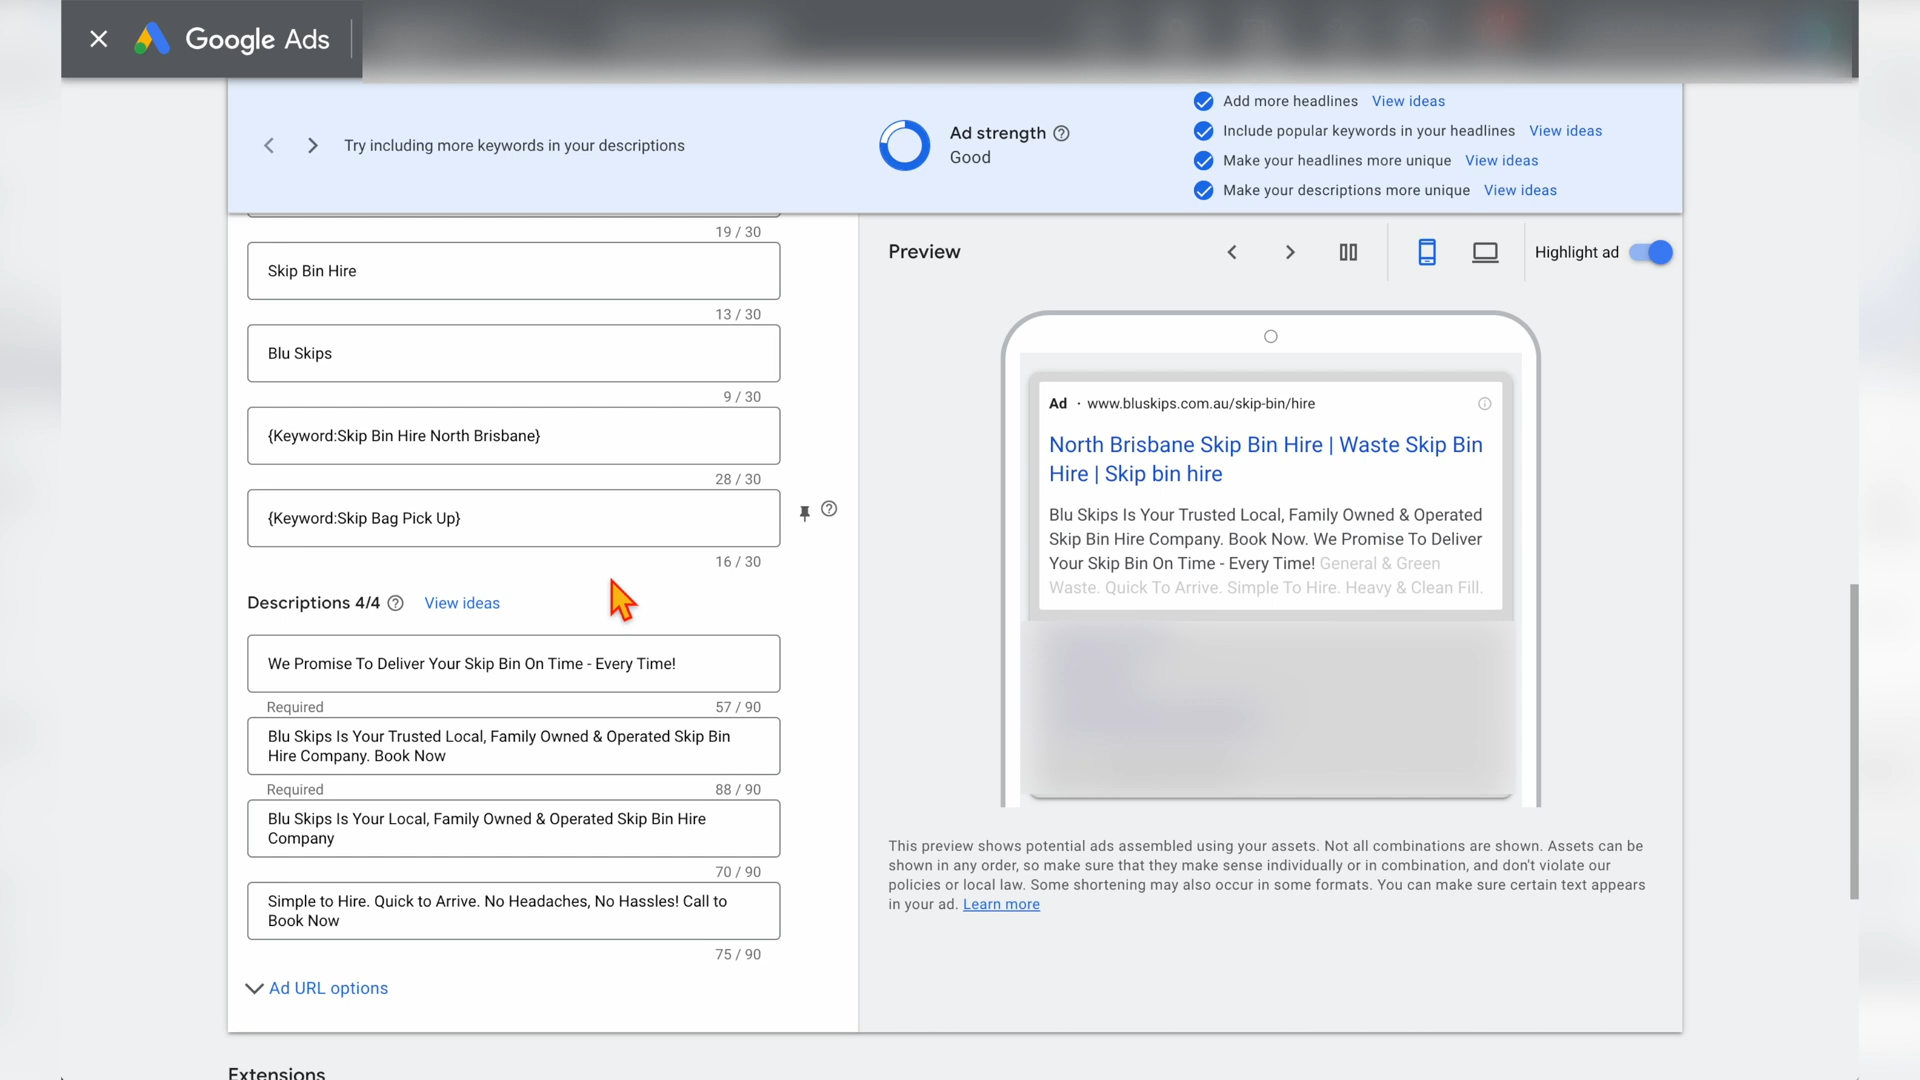 Google Ads
Try including more keywords in your descriptions
Ad strength
Good
Add more headlines View ideas
Include popular keywords in your headlines View ideas
Make your headlines more unique View ideas
Make your descriptions more unique View ideas
19 / 30
Skip Bin Hire
13 / 30
Blu Skips
9 / 30
{Keyword:Skip Bin Hire North Brisbane}
28 / 30
{Keyword:Skip Bag Pick Up}
16 / 30
Descriptions 4/4 View ideas
We Promise To Deliver Your Skip Bin On Time - Every Time!
Required 57 / 90
Blu Skips Is Your Trusted Local, Family Owned & Operated Skip Bin
Hire Company. Book Now
Required 88 / 90
Blu Skips Is Your Local, Family Owned & Operated Skip Bin Hire
Company
70 / 90
Simple to Hire. Quick to Arrive. No Headaches, No Hassles! Call to
Book Now
75 / 90
Ad URL options
Preview
Highlight ad
Ad · www.bluskips.com.au/skip-bin/hire
North Brisbane Skip Bin Hire | Waste Skip Bin
Hire | Skip bin hire
Blu Skips Is Your Trusted Local, Family Owned & Operated
Skip Bin Hire Company. Book Now. We Promise To Deliver
Your Skip Bin On Time - Every Time! General & Green
Waste. Quick To Arrive. Simple To Hire. Heavy & Clean Fill.
This preview shows potential ads assembled using your assets. Not all combinations are shown. Assets can be
shown in any order, so make sure that they make sense individually or in combination, and don't violate our
policies or local law. Some shortening may also occur in some formats. You can make sure certain text appears
in your ad. Learn more
Extensions